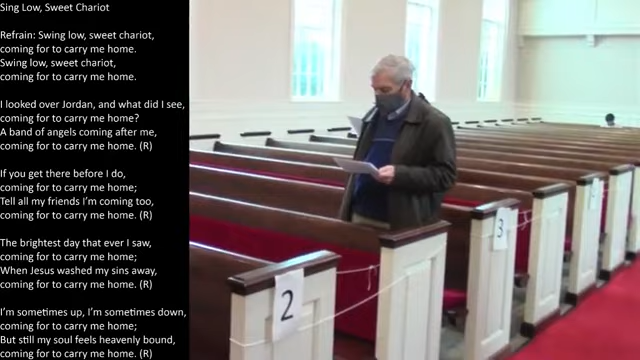 Sing Low, Sweet Chariot
Refrain: Swing low, sweet chariot,
coming for to carry me home.
Swing low, sweet chariot,
coming for to carry me home.
I looked over Jordan, and what did I see,
coming for to carry me home?
A band of angels coming after me,
coming for to carry me home. (R)
If you get there before I do,
coming for to carry me home;
Tell all my friends I'm coming too,
coming for to carry me home. (R)
The brightest day that ever I saw,
coming for to carry me home;
When Jesus washed my sins away,
coming for to carry me home. (R)
I'm sometimes up, I'm sometimes down,
coming for to carry me home;
But still my soul feels heavenly bound,
coming for to carry me home. (R)
2
3